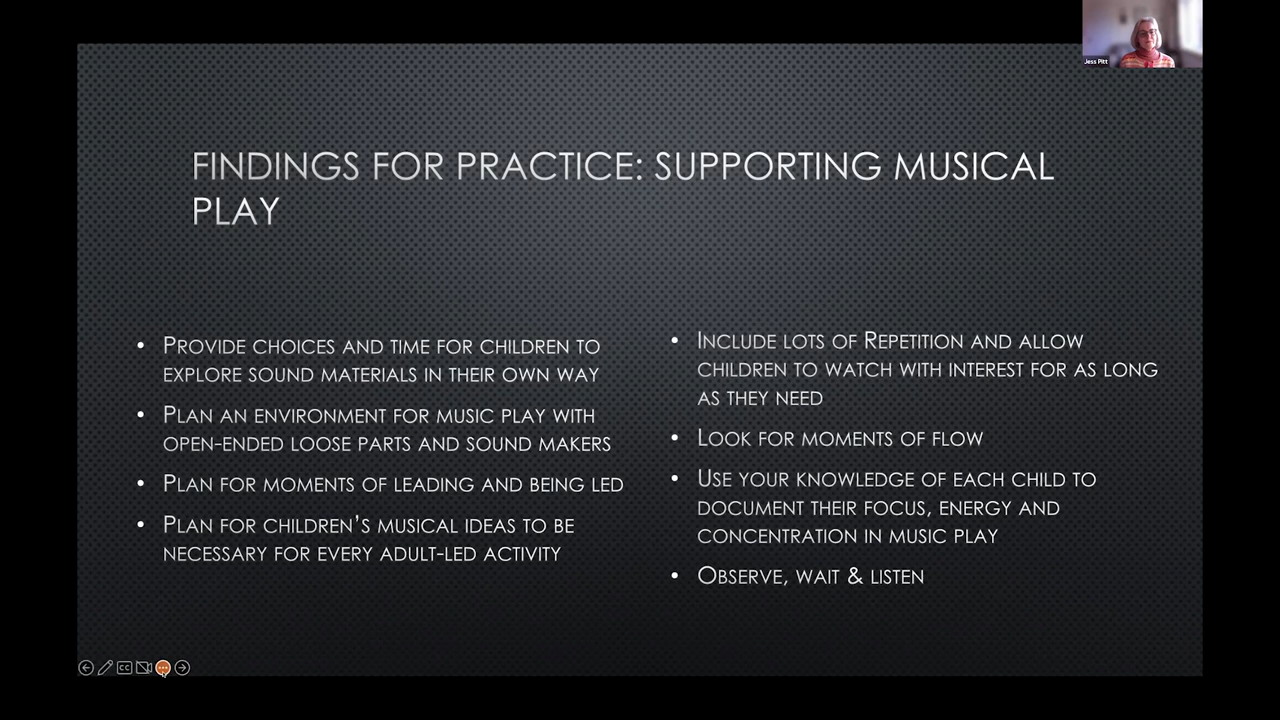 Jess Pitt
FINDINGS FOR PRACTICE: SUPPORTING MUSICAL
PLAY
• PROVIDE CHOICES AND TIME FOR CHILDREN TO
EXPLORE SOUND MATERIALS IN THEIR OWN WAY
• PLAN AN ENVIRONMENT FOR MUSIC PLAY WITH
OPEN-ENDED LOOSE PARTS AND SOUND MAKERS
• PLAN FOR MOMENTS OF LEADING AND BEING LED
• PLAN FOR CHILDREN’S MUSICAL IDEAS TO BE
NECESSARY FOR EVERY ADULT-LED ACTIVITY
• INCLUDE LOTS OF REPETITION AND ALLOW
CHILDREN TO WATCH WITH INTEREST FOR AS LONG
AS THEY NEED
• LOOK FOR MOMENTS OF FLOW
• USE YOUR KNOWLEDGE OF EACH CHILD TO
DOCUMENT THEIR FOCUS, ENERGY AND
CONCENTRATION IN MUSIC PLAY
• OBSERVE, WAIT & LISTEN
CC